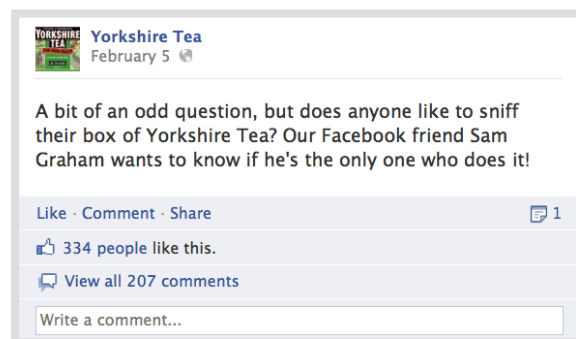 YORKSHIRE
TEA
Yorkshire Tea
February 5
A bit of an odd question, but does anyone like to sniff
their box of Yorkshire Tea? Our Facebook friend Sam
Graham wants to know if he's the only one who does it!
Like · Comment · Share 1
334 people like this.
View all 207 comments
Write a comment...